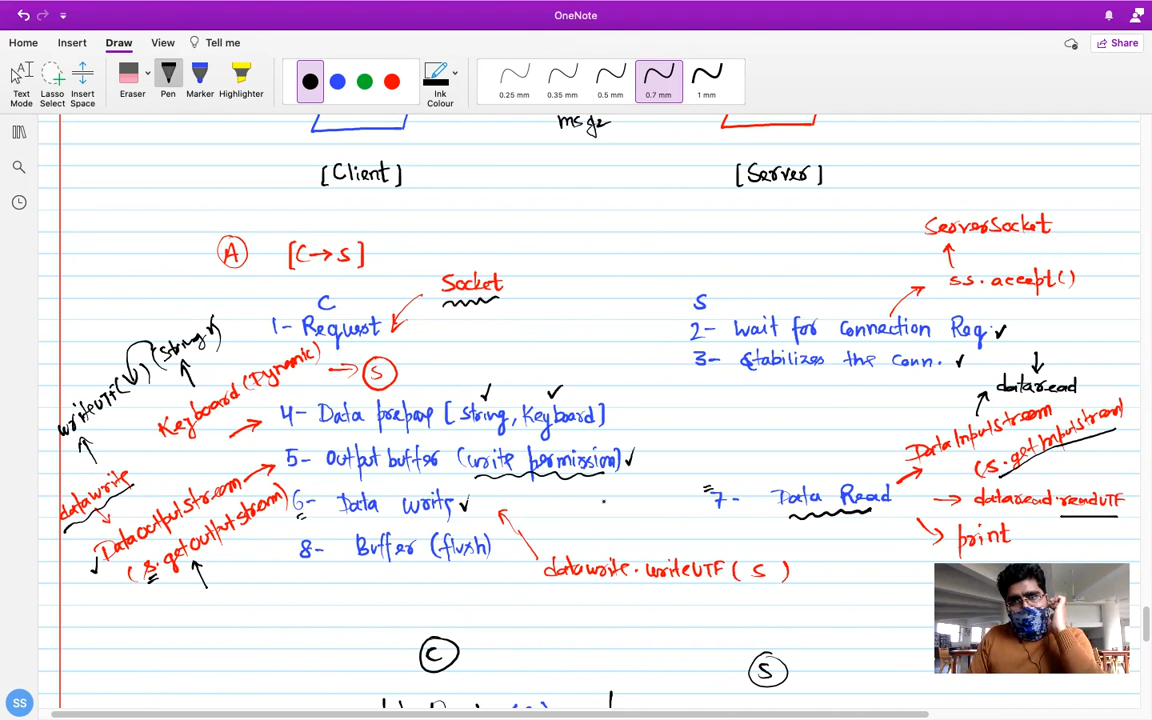 OneNote
Home Insert Draw View Tell me
Share
Text Mode
Lasso Select
Insert Space
Eraser
Pen
Marker
Highlighter
Ink Colour
0.25 mm
0.35 mm
0.5 mm
0.7 mm
1 mm
msg2
[Client]
[Server]
ServerSocket
A [C→S]
ss.accept()
Socket
C
S
1- Request
2- wait for connection Req.
3- Stabilizes the conn.
writeUTF( ) (String)
Keyboard (Dynamic) → S
dataread
4- Data prepare [string, Keyboard]
DataInputstream
(s.getInputstream)
5- output buffer (write permission)
datawrite
Dataoutputstream
(s.getoutputstream)
6- Data write
7- Data Read
→ dataread.readUTF
print
8- Buffer (flush)
datawrite.writeUTF(s)
C
S
SS